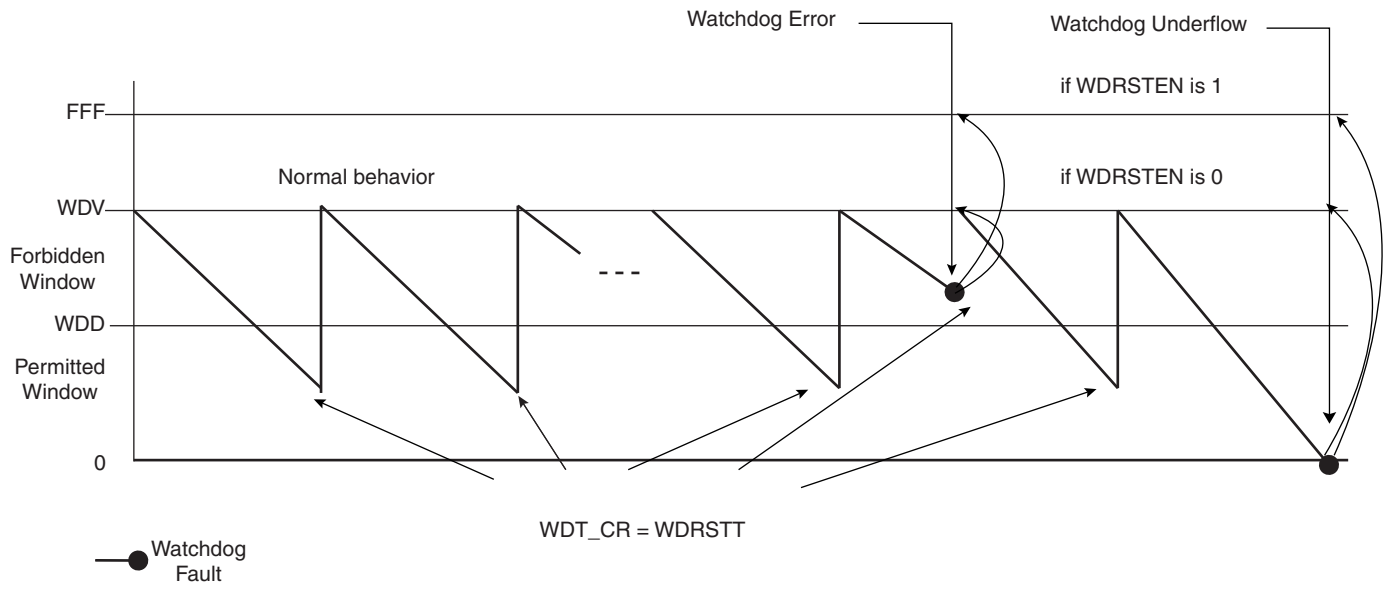 Watchdog Error
Watchdog Underflow
if WDRSTEN is 1
FFF
Normal behavior
if WDRSTEN is 0
WDV
Forbidden
Window
WDD
Permitted
Window
0
WDT_CR = WDRSTT
Watchdog
Fault